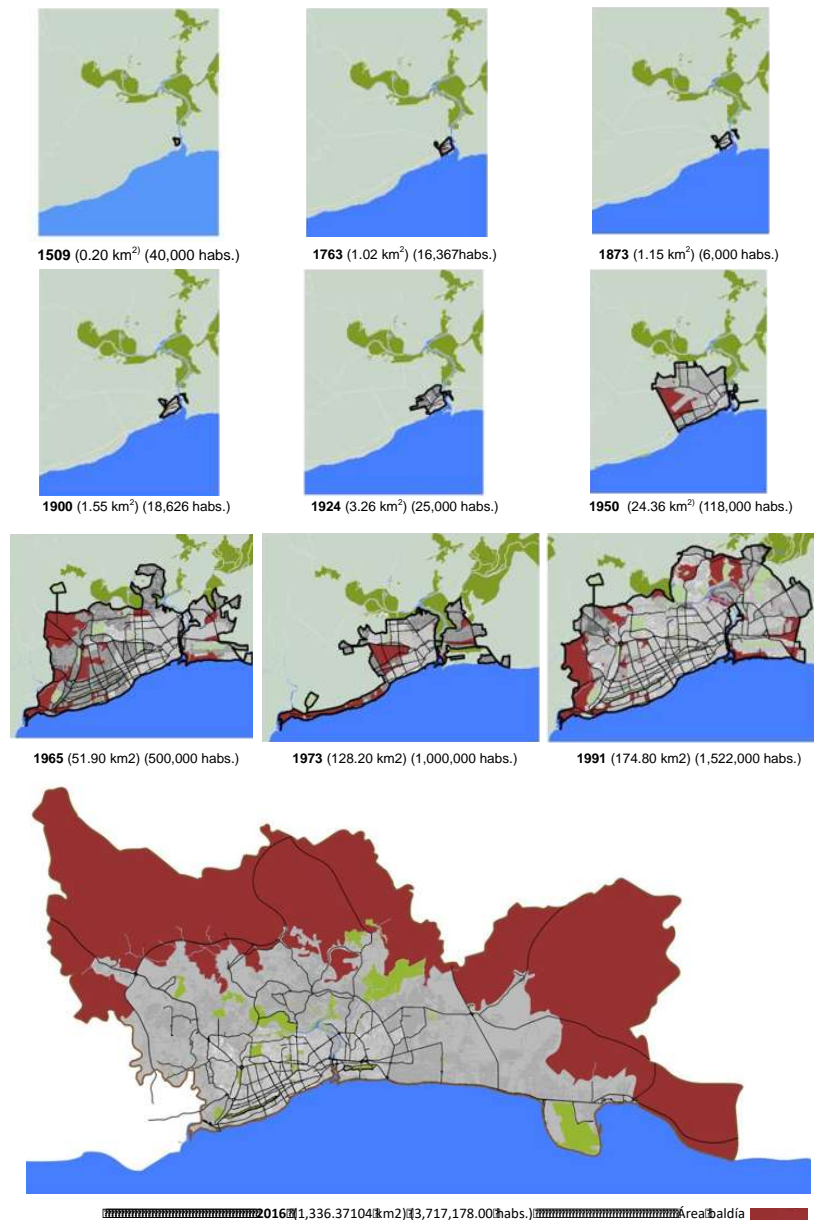 1509 (0.20 km2) (40,000 habs.)
1763 (1.02 km2) (16,367habs.)
1873 (1.15 km2) (6,000 habs.)
1900 (1.55 km2) (18,626 habs.)
1924 (3.26 km2) (25,000 habs.)
1950 (24.36 km2) (118,000 habs.)
1965 (51.90 km2) (500,000 habs.)
1973 (128.20 km2) (1,000,000 habs.)
1991 (174.80 km2) (1,522,000 habs.)
2016 (1,336.37104 km2) (3,717,178.00 habs.) Área baldía